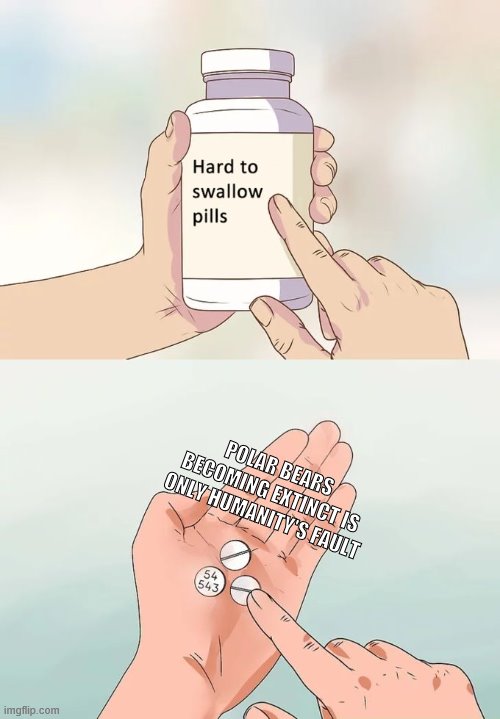 Hard to
swallow
pills
POLAR BEARS
BECOMING EXTINCT IS
ONLY HUMANITY'S FAULT
54
543
imgflip.com